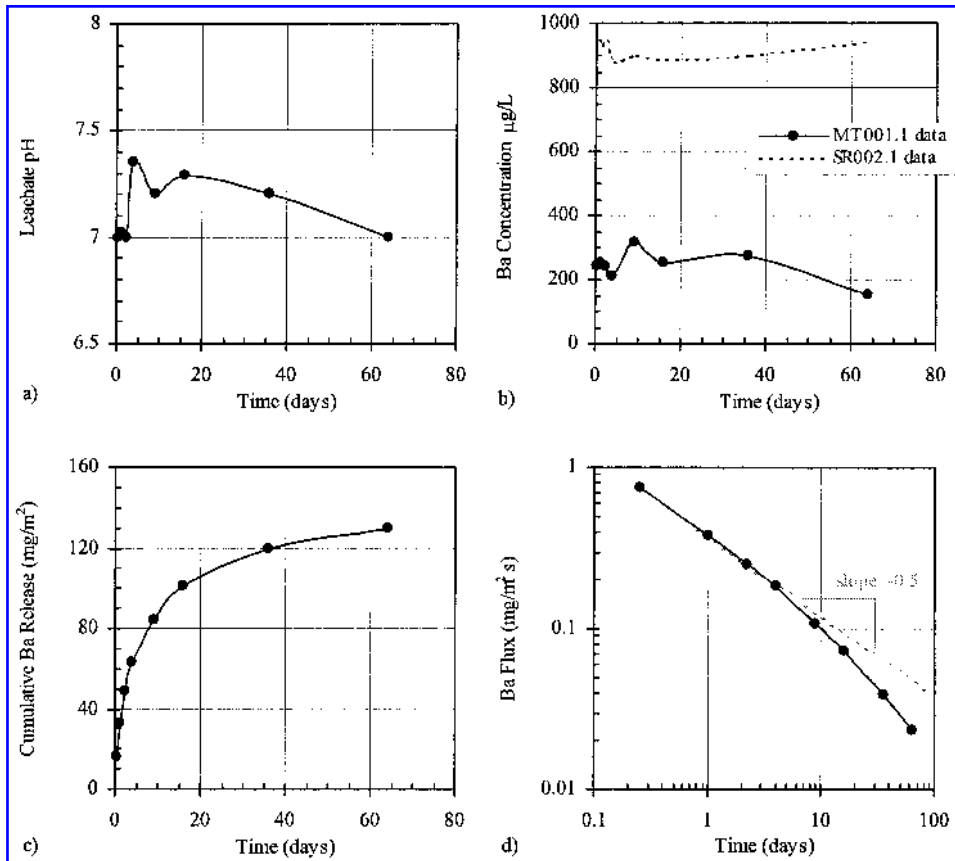 8
7.5
7
6.5
Leachate pH
0 20 40 60 80
Time (days)
a)
1000
800
600
400
200
0
Ba Concentration µg/L
MT001.1 data
SR002.1 data
0 20 40 60 80
Time (days)
b)
160
120
80
40
0
Cumulative Ba Release (mg/m²)
0 20 40 60 80
Time (days)
c)
1
0.1
0.01
Ba Flux (mg/m² s)
slope -0.5
0.1 1 10 100
Time (days)
d)